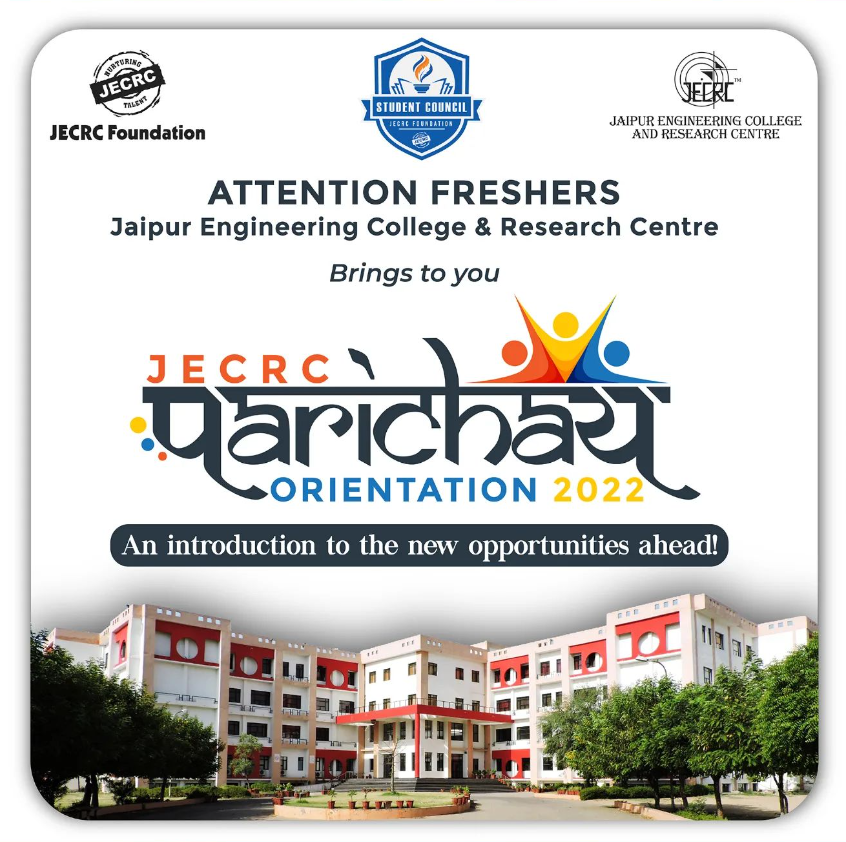 NURTURING
JECRC
TALENT
JECRC Foundation
STUDENT COUNCIL
JECRC FOUNDATION
JECRC
JECRC™
JAIPUR ENGINEERING COLLEGE
AND RESEARCH CENTRE
ATTENTION FRESHERS
Jaipur Engineering College & Research Centre
Brings to you
JECRC
Parichay
ORIENTATION 2022
An introduction to the new opportunities ahead!